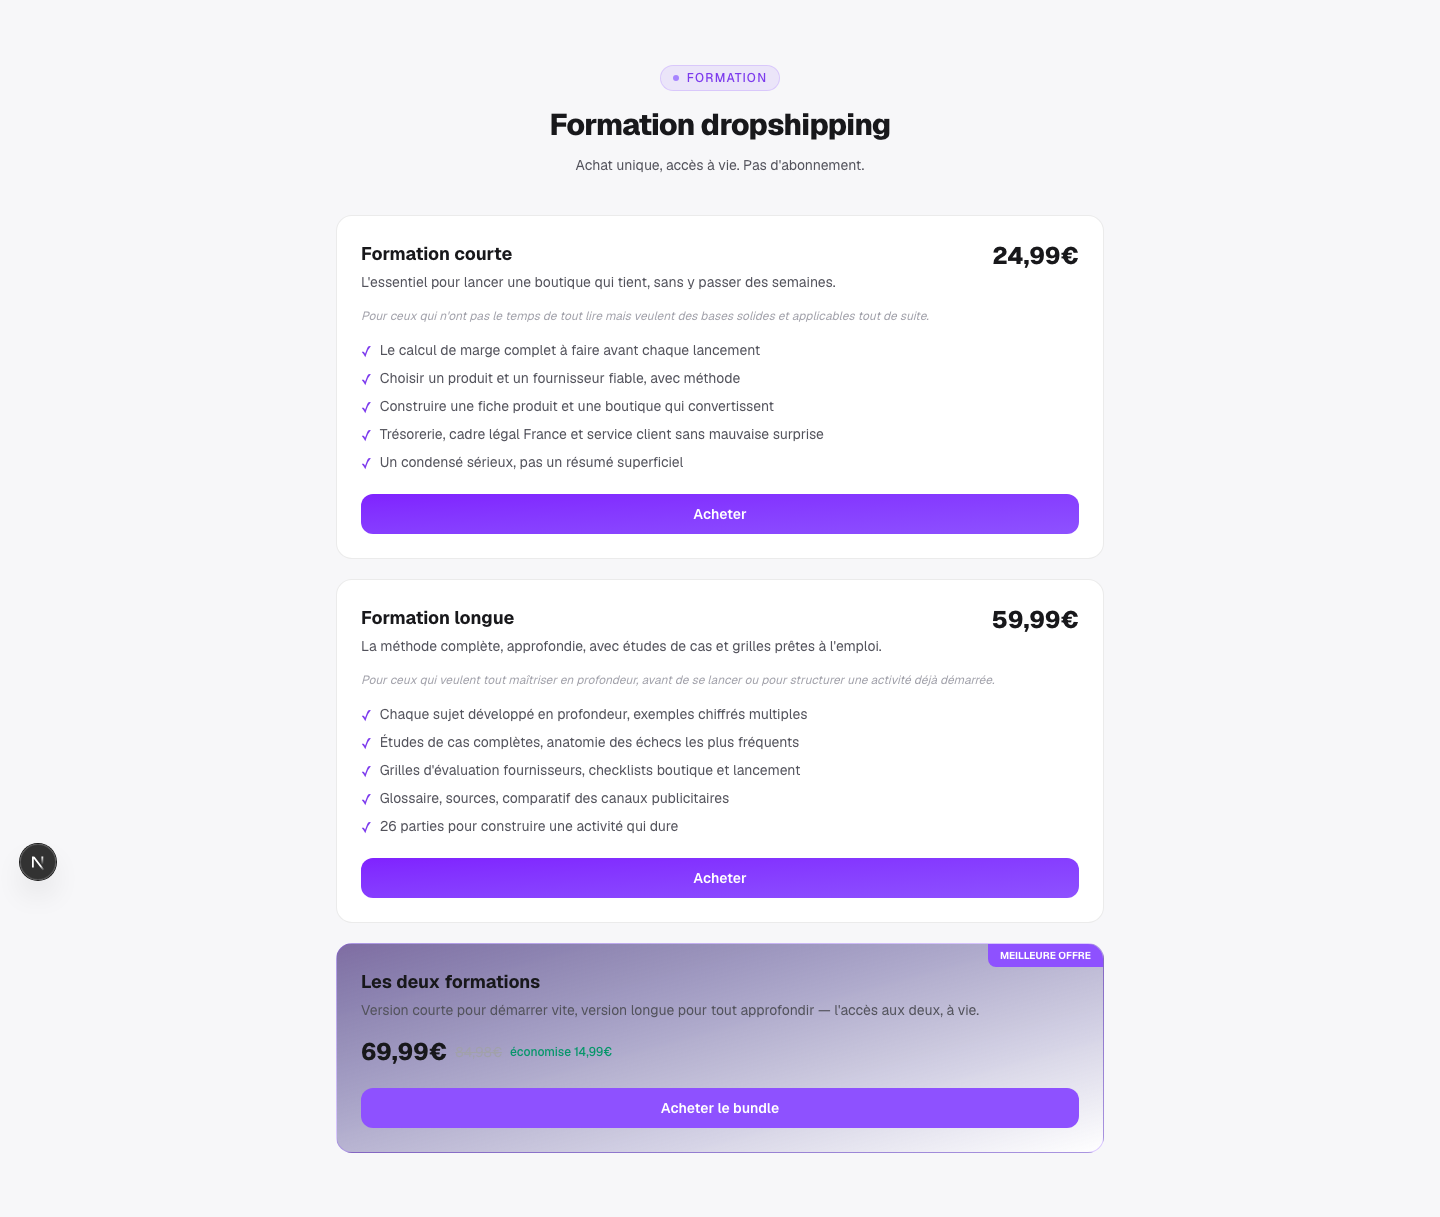 FORMATION
Formation dropshipping
Achat unique, accès à vie. Pas d'abonnement.
Formation courte
24,99€
L'essentiel pour lancer une boutique qui tient, sans y passer des semaines.
Pour ceux qui n'ont pas le temps de tout lire mais veulent des bases solides et applicables tout de suite.
✓ Le calcul de marge complet à faire avant chaque lancement
✓ Choisir un produit et un fournisseur fiable, avec méthode
✓ Construire une fiche produit et une boutique qui convertissent
✓ Trésorerie, cadre légal France et service client sans mauvaise surprise
✓ Un condensé sérieux, pas un résumé superficiel
Acheter
Formation longue
59,99€
La méthode complète, approfondie, avec études de cas et grilles prêtes à l'emploi.
Pour ceux qui veulent tout maîtriser en profondeur, avant de se lancer ou pour structurer une activité déjà démarrée.
✓ Chaque sujet développé en profondeur, exemples chiffrés multiples
✓ Études de cas complètes, anatomie des échecs les plus fréquents
✓ Grilles d'évaluation fournisseurs, checklists boutique et lancement
✓ Glossaire, sources, comparatif des canaux publicitaires
✓ 26 parties pour construire une activité qui dure
Acheter
N
MEILLEURE OFFRE
Les deux formations
Version courte pour démarrer vite, version longue pour tout approfondir — l'accès aux deux, à vie.
69,99€ économise 14,99€
Acheter le bundle